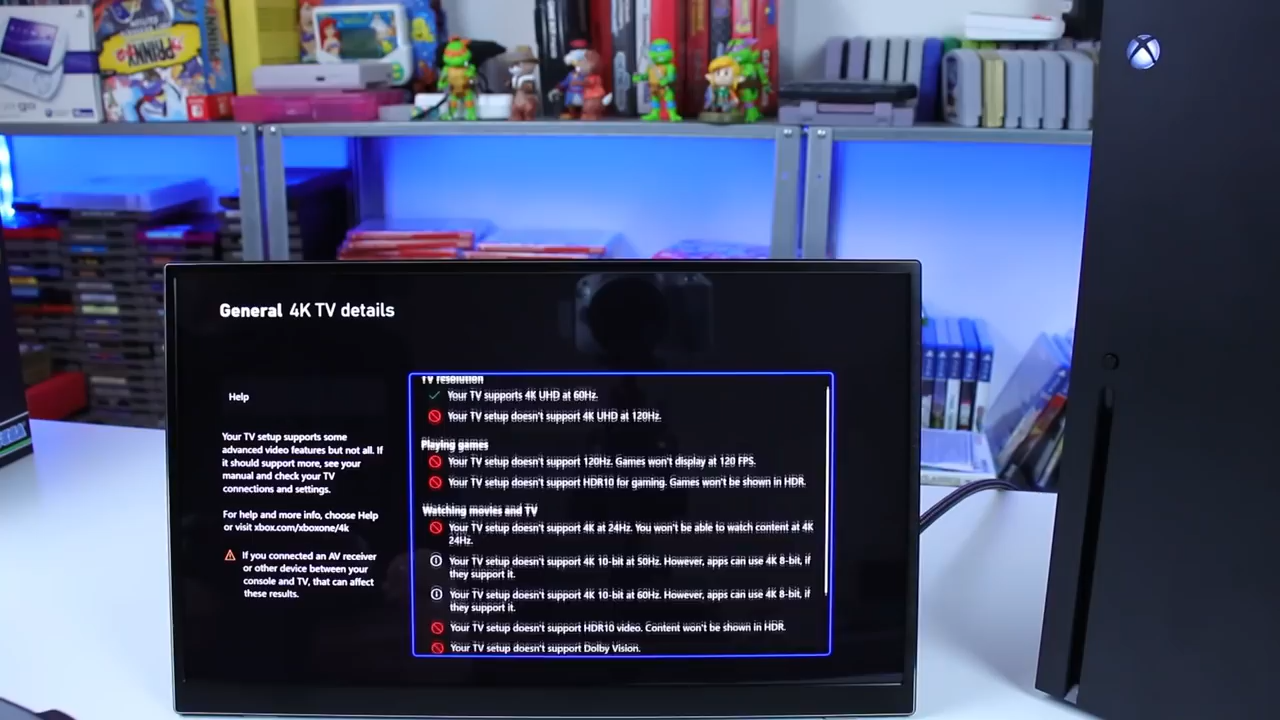 General 4K TV details
Help
Your TV setup supports some
advanced video features but not all. If
it should support more, see your
manual and check your TV
connections and settings.
For help and more info, choose Help
or visit xbox.com/xboxone/4k
If you connected an AV receiver
or other device between your
console and TV, that can affect
these results.
TV resolution
Your TV supports 4K UHD at 60Hz.
Your TV setup doesn't support 4K UHD at 120Hz.
Playing games
Your TV setup doesn't support 120Hz. Games won't display at 120 FPS.
Your TV setup doesn't support HDR10 for gaming. Games won't be shown in HDR.
Watching movies and TV
Your TV setup doesn't support 4K at 24Hz. You won't be able to watch content at 4K
24Hz.
Your TV setup doesn't support 4K 10-bit at 50Hz. However, apps can use 4K 8-bit, if
they support it.
Your TV setup doesn't support 4K 10-bit at 60Hz. However, apps can use 4K 8-bit, if
they support it.
Your TV setup doesn't support HDR10 video. Content won't be shown in HDR.
Your TV setup doesn't support Dolby Vision.